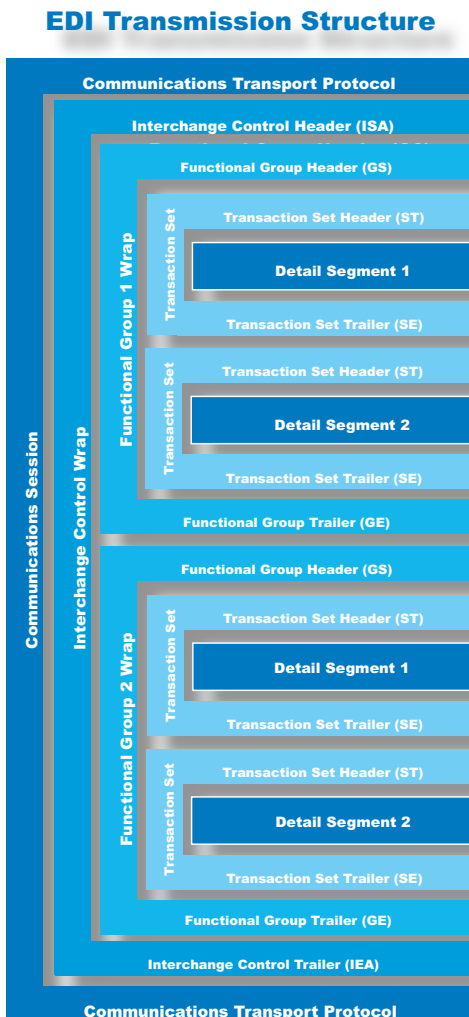 EDI Transmission Structure
Communications Transport Protocol
Interchange Control Header (ISA)
Functional Group Header (GS)
Transaction Set Header (ST)
Transaction Set
Detail Segment 1
Transaction Set Trailer (SE)
Functional Group 1 Wrap
Transaction Set Header (ST)
Transaction Set
Detail Segment 2
Transaction Set Trailer (SE)
Functional Group Trailer (GE)
Communications Session
Interchange Control Wrap
Functional Group Header (GS)
Transaction Set Header (ST)
Transaction Set
Detail Segment 1
Transaction Set Trailer (SE)
Functional Group 2 Wrap
Transaction Set Header (ST)
Transaction Set
Detail Segment 2
Transaction Set Trailer (SE)
Functional Group Trailer (GE)
Interchange Control Trailer (IEA)
Communications Transport Protocol